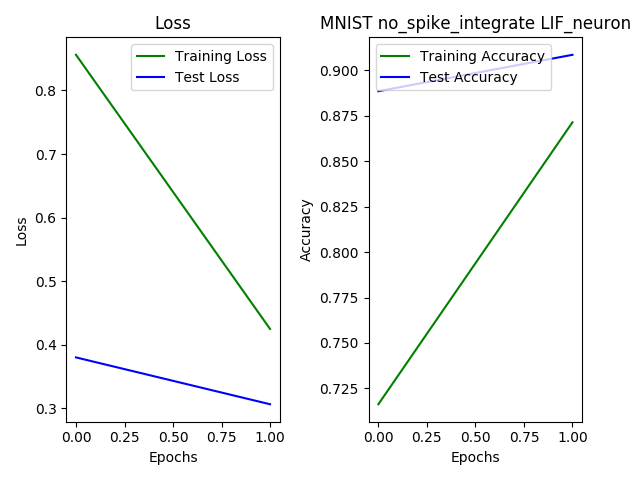 Loss
Training Loss
Test Loss
Loss
0.8
0.7
0.6
0.5
0.4
0.3
0.00 0.25 0.50 0.75 1.00
Epochs
MNIST no_spike_integrate LIF_neuron
Training Accuracy
Test Accuracy
Accuracy
0.900
0.875
0.850
0.825
0.800
0.775
0.750
0.725
0.00 0.25 0.50 0.75 1.00
Epochs